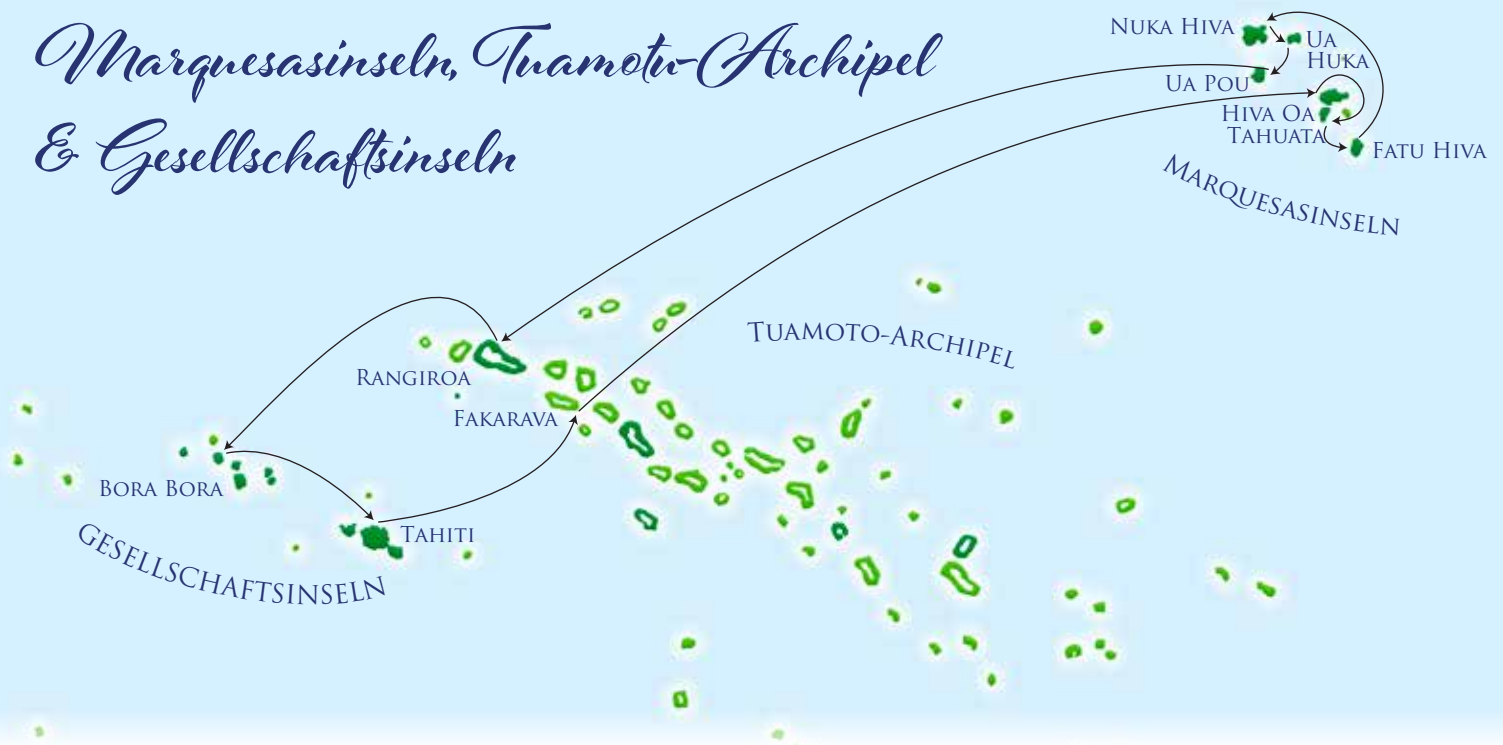 Marquesasinseln, Tuamotu-Archipel
& Gesellschaftsinseln
Nuka Hiva
Ua
Huka
Ua Pou
Hiva Oa
Tahuata
Fatu Hiva
Marquesasinseln
Tuamoto-Archipel
Rangiroa
Fakarava
Bora Bora
Tahiti
Gesellschaftsinseln